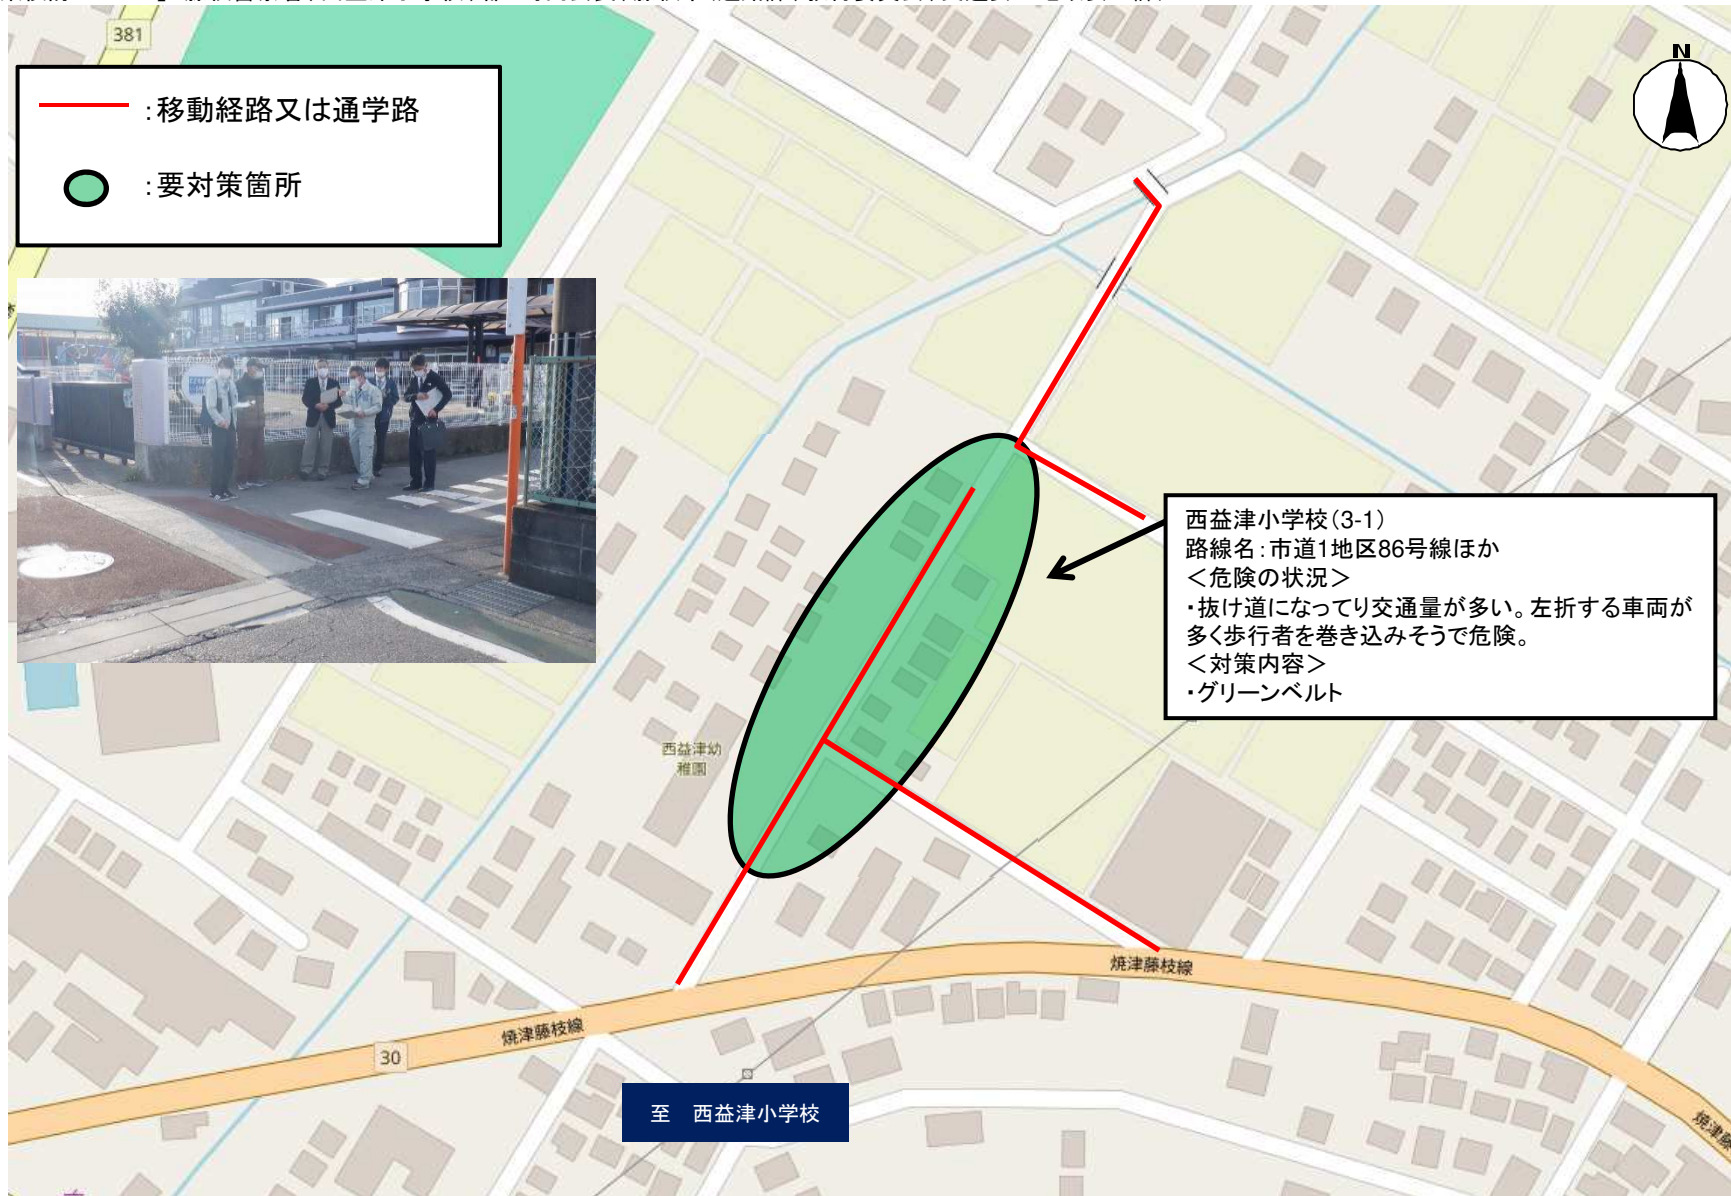 381
N
:移動経路又は通学路
:要対策箇所
西益津小学校(3-1)
路線名:市道1地区86号線ほか
<危険の状況>
・抜け道になってり交通量が多い。左折する車両が
多く歩行者を巻き込みそうで危険。
<対策内容>
・グリーンベルト
西益津幼
稚園
焼津藤枝線
焼津藤枝線
30
至 西益津小学校
焼津藤